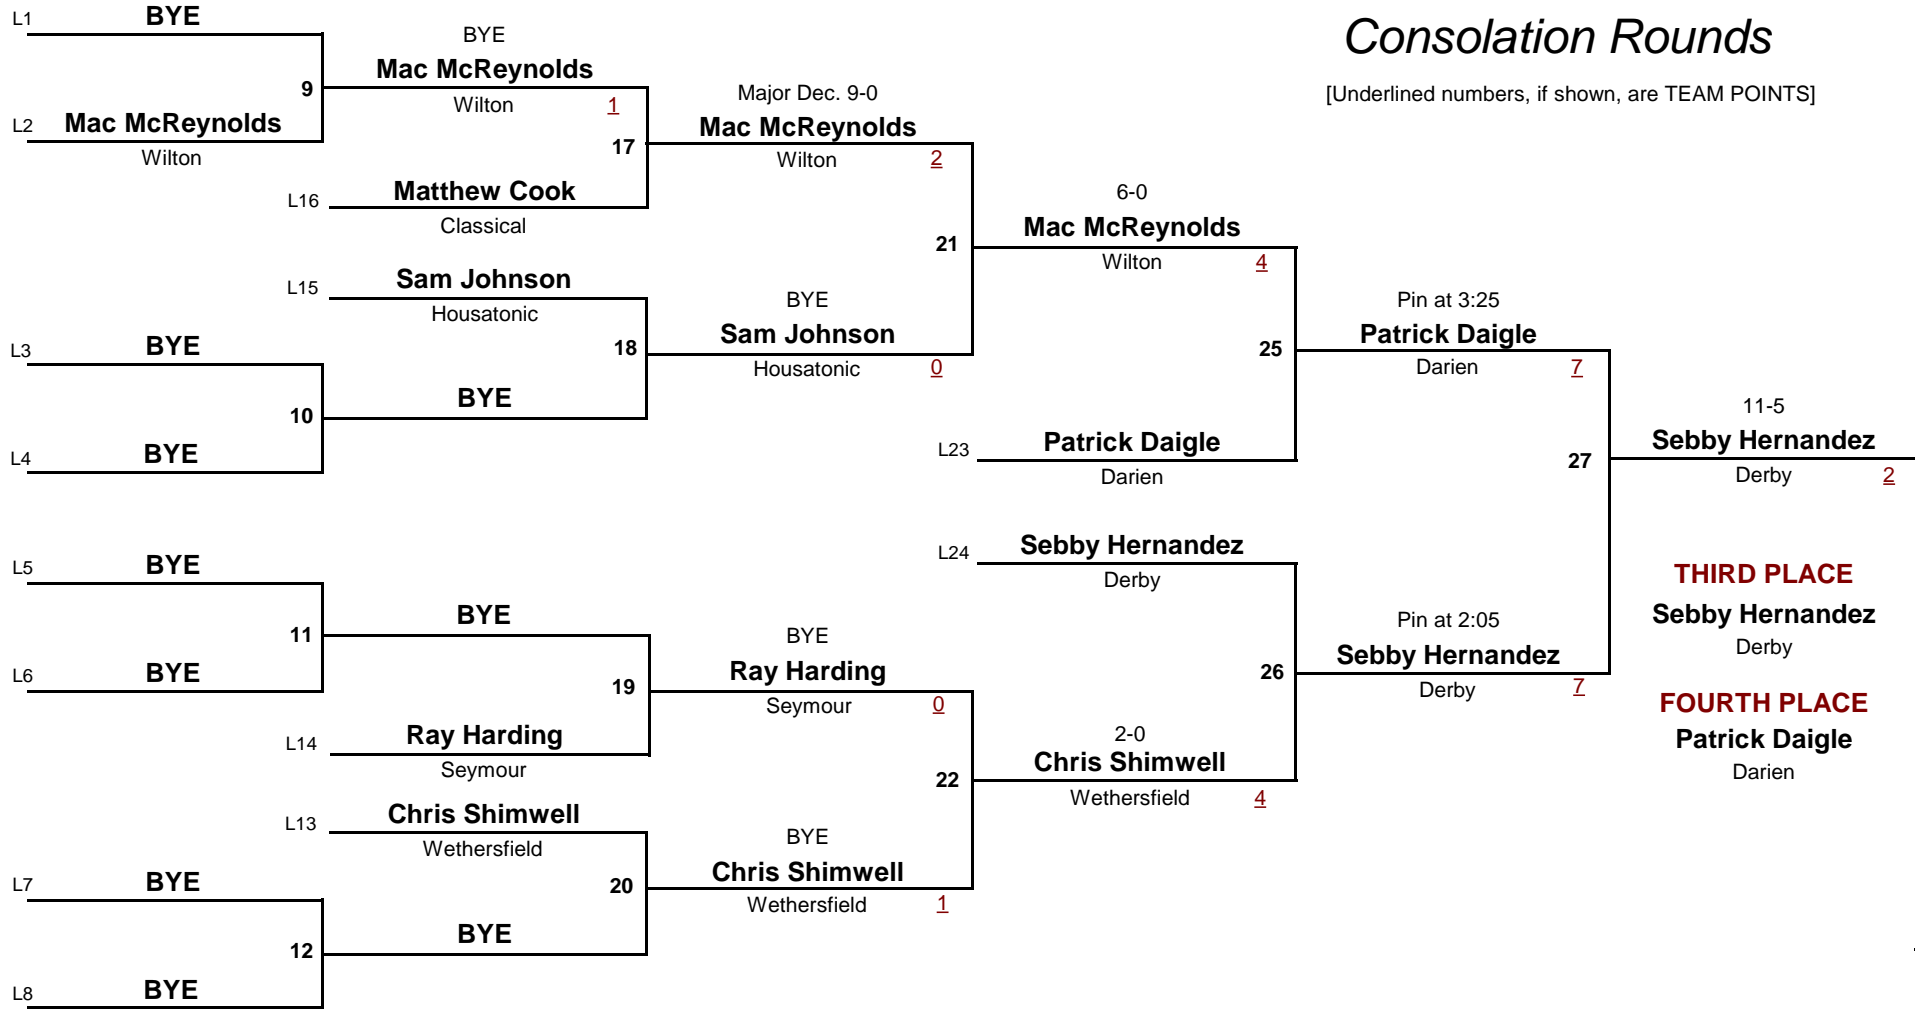 Consolation Rounds
[Underlined numbers, if shown, are TEAM POINTS]
L1
BYE
9
L2
Mac McReynolds
Wilton
L3
BYE
10
L4
BYE
L5
BYE
11
L6
BYE
L7
BYE
12
L8
BYE
BYE
Mac McReynolds
Wilton
1
17
L16
Matthew Cook
Classical
L15
Sam Johnson
Housatonic
18
BYE
BYE
19
L14
Ray Harding
Seymour
L13
Chris Shimwell
Wethersfield
20
BYE
Major Dec. 9-0
Mac McReynolds
Wilton
2
21
BYE
Sam Johnson
Housatonic
0
BYE
Ray Harding
Seymour
0
22
BYE
Chris Shimwell
Wethersfield
1
6-0
Mac McReynolds
Wilton
4
25
L23
Patrick Daigle
Darien
L24
Sebby Hernandez
Derby
26
2-0
Chris Shimwell
Wethersfield
4
Pin at 3:25
Patrick Daigle
Darien
7
27
Pin at 2:05
Sebby Hernandez
Derby
7
11-5
Sebby Hernandez
Derby
2
THIRD PLACE
Sebby Hernandez
Derby
FOURTH PLACE
Patrick Daigle
Darien